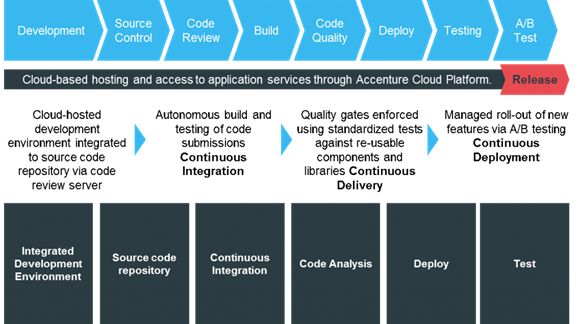 Development
Source
Control
Code
Review
Build
Code
Quality
Deploy
Testing
A/B
Test
Cloud-based hosting and access to application services through Accenture Cloud Platform.
Release
Cloud-hosted
development
environment integrated
to source code
repository via code
review server
Autonomous build and
testing of code
submissions
Continuous
Integration
Quality gates enforced
using standardized tests
against re-usable
components and
libraries Continuous
Delivery
Managed roll-out of new
features via A/B testing
Continuous
Deployment
Integrated
Development
Environment
Source code
repository
Continuous
Integration
Code Analysis
Deploy
Test